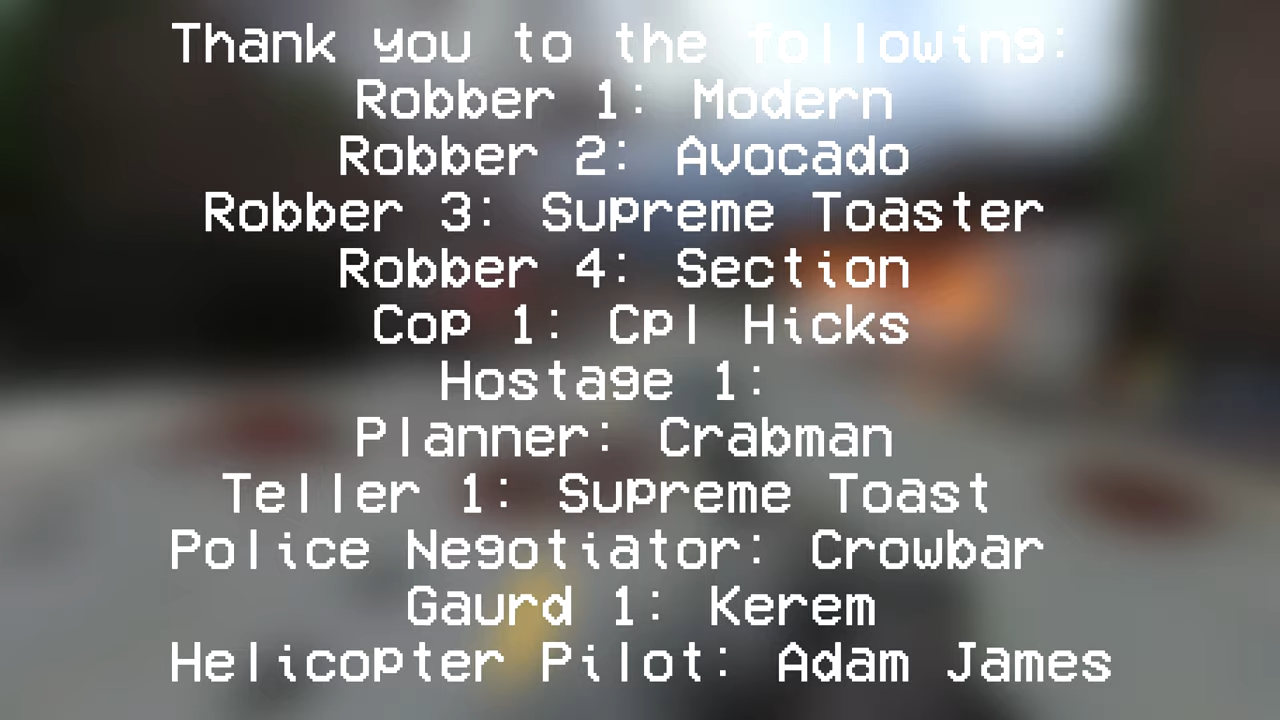 Thank you to the following:
Robber 1: Modern
Robber 2: Avocado
Robber 3: Supreme Toaster
Robber 4: Section
Cop 1: Cpl Hicks
Hostage 1:
Planner: Crabman
Teller 1: Supreme Toast
Police Negotiator: Crowbar
Gaurd 1: Kerem
Helicopter Pilot: Adam James